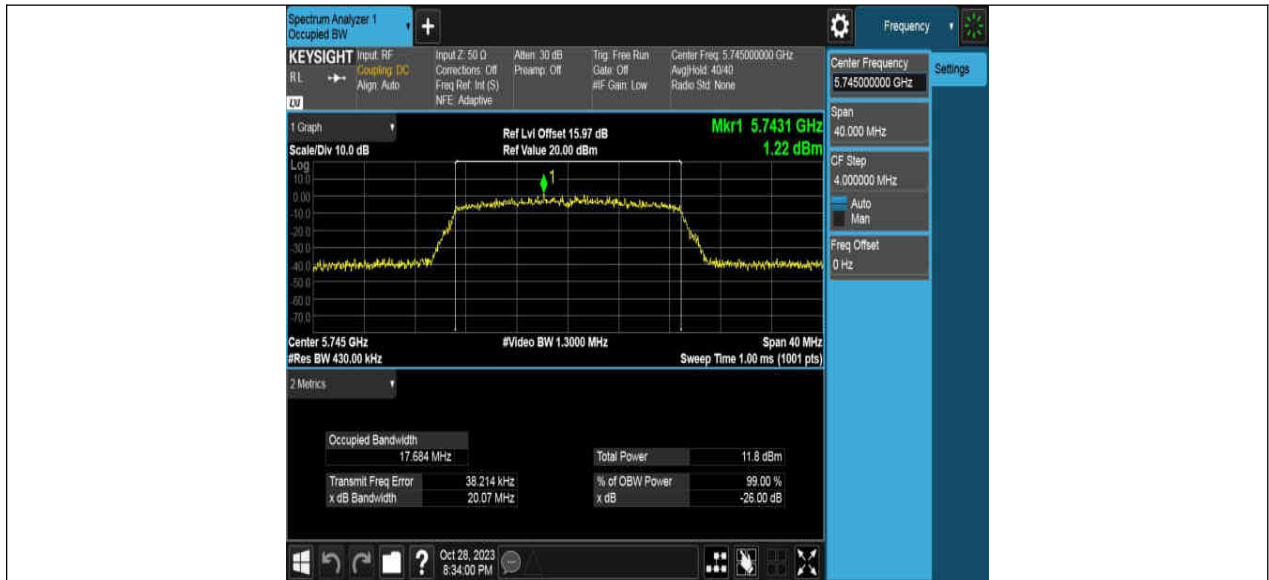 Spectrum Analyzer 1
Occupied BW
+
Frequency
KEYSIGHT
RL
LXI
Input: RF
Coupling: DC
Align: Auto
Input Z: 50 Ω
Corrections: Off
Freq Ref: Int (S)
NFE: Adaptive
Atten: 30 dB
Preamp: Off
Trig: Free Run
Gate: Off
#IF Gain: Low
Center Freq: 5.745000000 GHz
Avg|Hold: 40/40
Radio Std: None
Center Frequency
5.745000000 GHz
Settings
Span
40.000 MHz
CF Step
4.000000 MHz
Auto
Man
Freq Offset
0 Hz
1 Graph
Scale/Div 10.0 dB
Ref Lvl Offset 15.97 dB
Ref Value 20.00 dBm
Mkr1 5.7431 GHz
1.22 dBm
Log
10.0
0.00
-10.0
-20.0
-30.0
-40.0
-50.0
-60.0
-70.0
1
Center 5.745 GHz
#Res BW 430.00 kHz
#Video BW 1.3000 MHz
Span 40 MHz
Sweep Time 1.00 ms (1001 pts)
2 Metrics
Occupied Bandwidth
17.684 MHz
Total Power 11.8 dBm
Transmit Freq Error 38.214 kHz
% of OBW Power 99.00 %
x dB Bandwidth 20.07 MHz
x dB -26.00 dB
?
Oct 28, 2023
8:34:00 PM